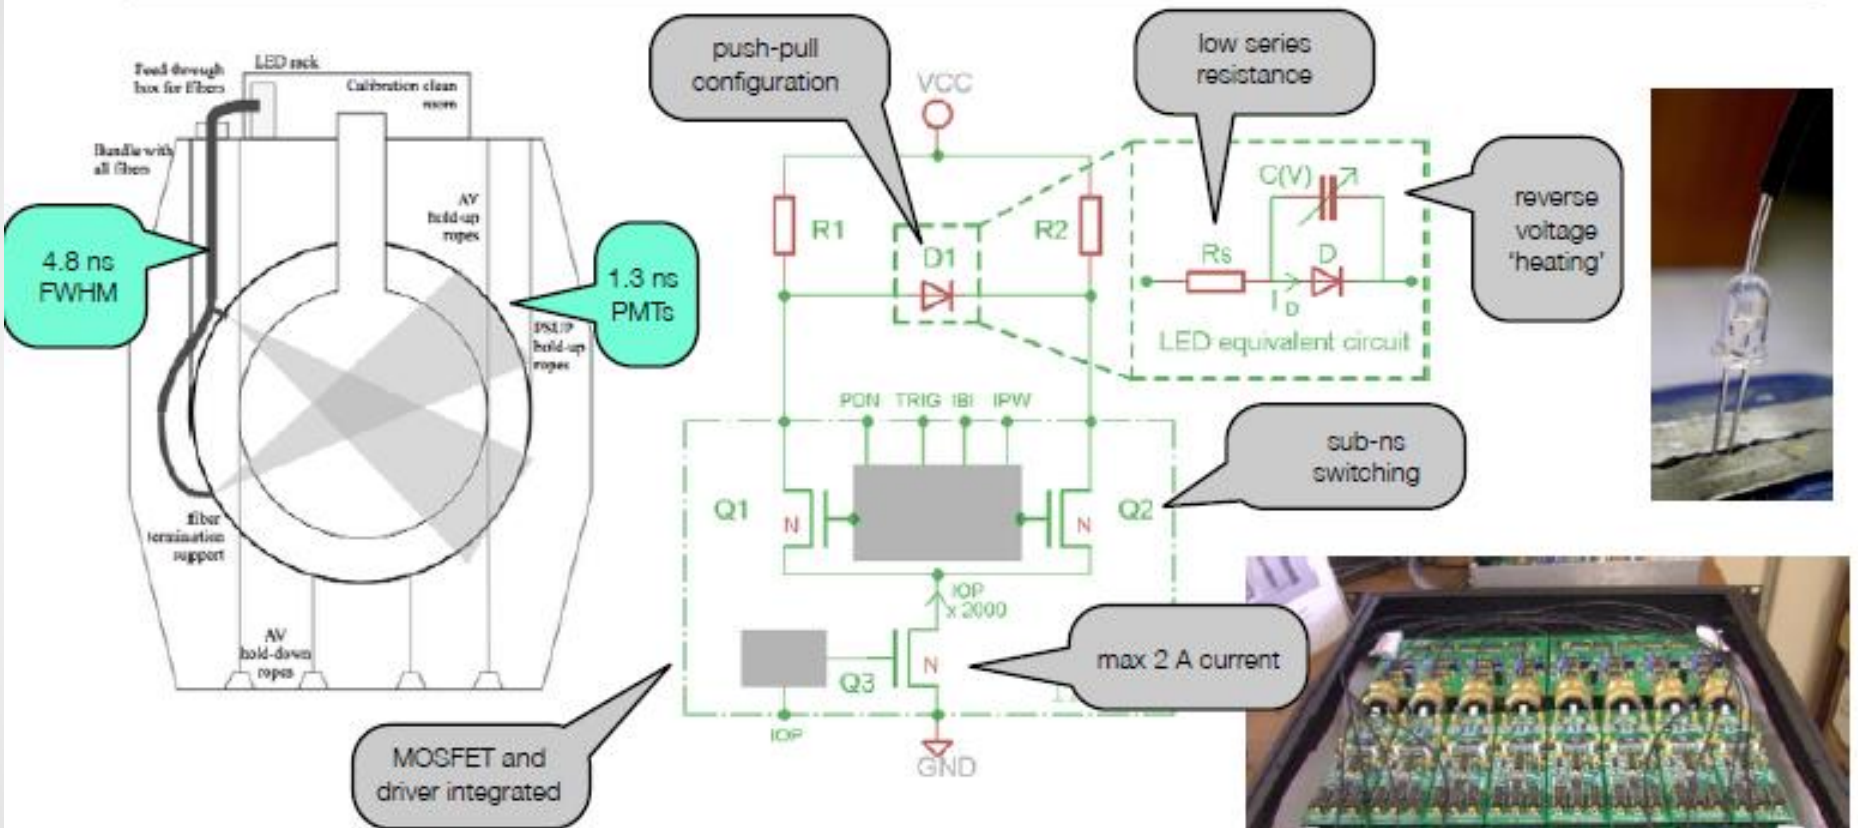 Feed through
box for fibers
LED rack
Calibration clean
room
Bundle with
all fibers
AV
hold-up
ropes
4.8 ns
FWHM
1.3 ns
PMTs
PSUP
hold-up
ropes
fiber
termination
support
AV
hold-down
ropes
push-pull
configuration
VCC
low series
resistance
R1
R2
D1
C(V)
Rs
D
I
D
LED equivalent circuit
reverse
voltage
'heating'
PDN
TRIG
IBI
IPW
sub-ns
switching
Q1
N
N
Q2
IOP
x 2000
max 2 A current
Q3
N
IOP
GND
MOSFET and
driver integrated